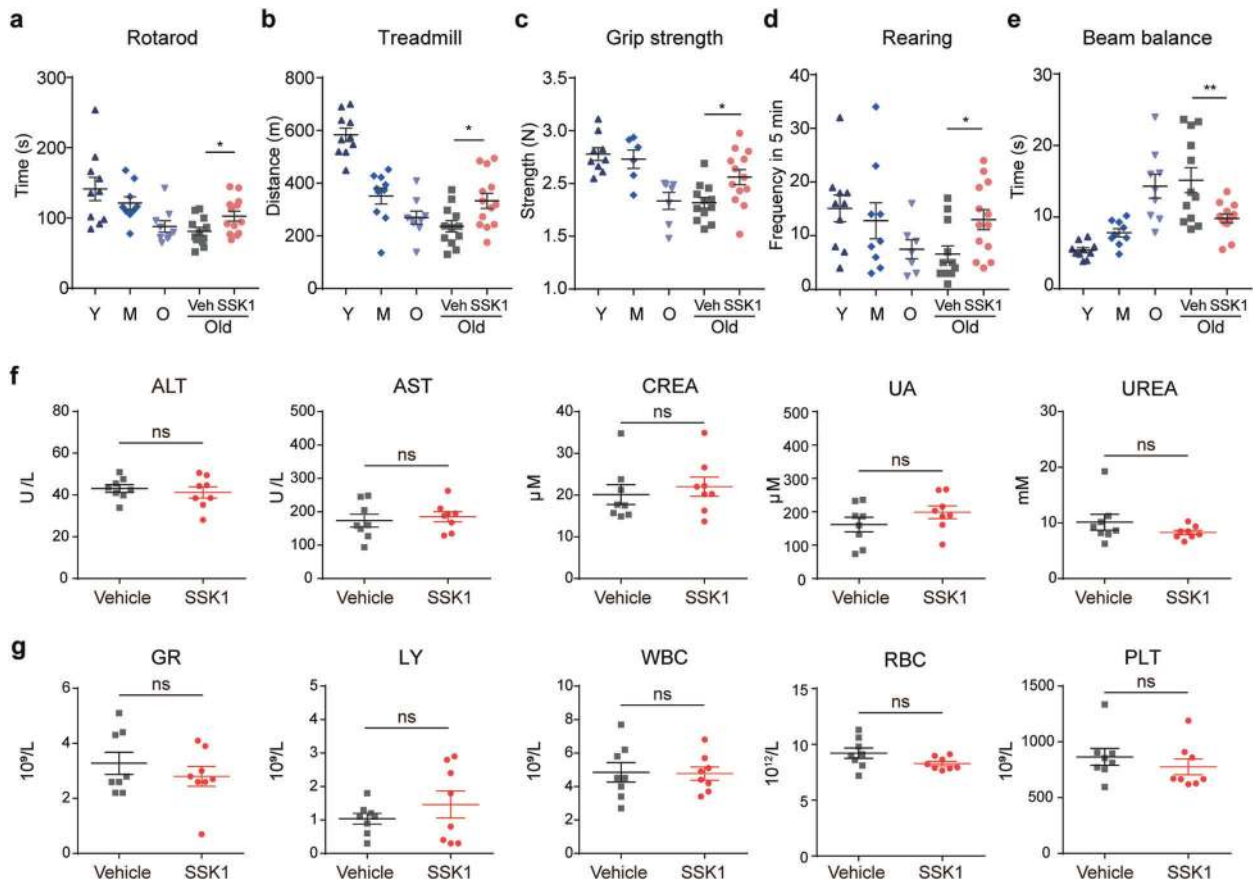 a
Rotarod
Time (s)
300
200
100
0
Y M O Veh SSK1
Old
b
Treadmill
Distance (m)
800
600
400
200
0
Y M O Veh SSK1
Old
c
Grip strength
Strength (N)
3.5
3.0
2.5
1.5
1.0
Y M O Veh SSK1
Old
d
Rearing
Frequency in 5 min
40
30
20
10
0
Y M O Veh SSK1
Old
e
Beam balance
Time (s)
30
20
10
0
Y M O Veh SSK1
Old
*
*
*
*
**
f
ALT
U/L
80
60
40
20
0
ns
Vehicle SSK1
AST
U/L
500
400
300
200
100
0
ns
Vehicle SSK1
CREA
µM
40
30
20
10
0
ns
Vehicle SSK1
UA
µM
500
400
300
200
100
0
ns
Vehicle SSK1
UREA
mM
30
20
10
0
ns
Vehicle SSK1
g
GR
10⁹/L
6
4
2
0
ns
Vehicle SSK1
LY
10⁹/L
5
4
3
2
1
0
ns
Vehicle SSK1
WBC
10⁹/L
10
8
6
4
2
0
ns
Vehicle SSK1
RBC
10¹²/L
15
10
5
0
ns
Vehicle SSK1
PLT
10⁹/L
1500
1000
500
0
ns
Vehicle SSK1